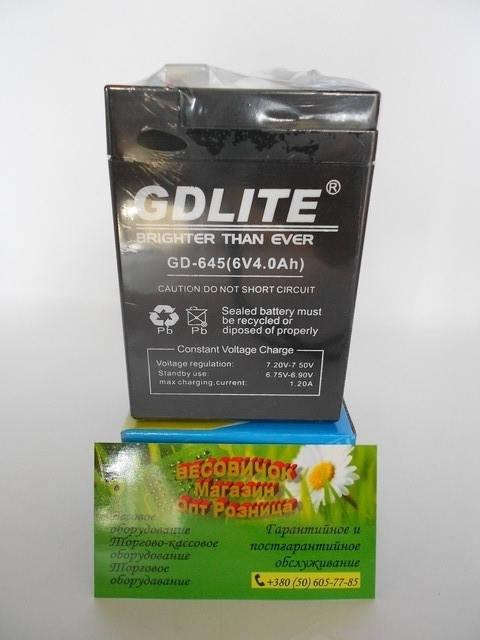 GDLITE®
BRIGHTER THAN EVER
GD-645(6V4.0Ah)
CAUTION:DO NOT SHORT CIRCUIT
Pb Pb
Sealed battery must
be recycled or
diposed of properly
Constant Voltage Charge
Voltage regulation: 7.20V-7 50V
Standby use: 6.75V-6.90V
max charging.current: 1.20A
ВЕСОВИЧОК
Магазин
Опт Розница
Весовое
оборудование
Торгово-кассовое
оборудование
Торговое
оборудавание
Гарантийное и
постгарантийное
обслуживание
+380 (50) 605-77-85